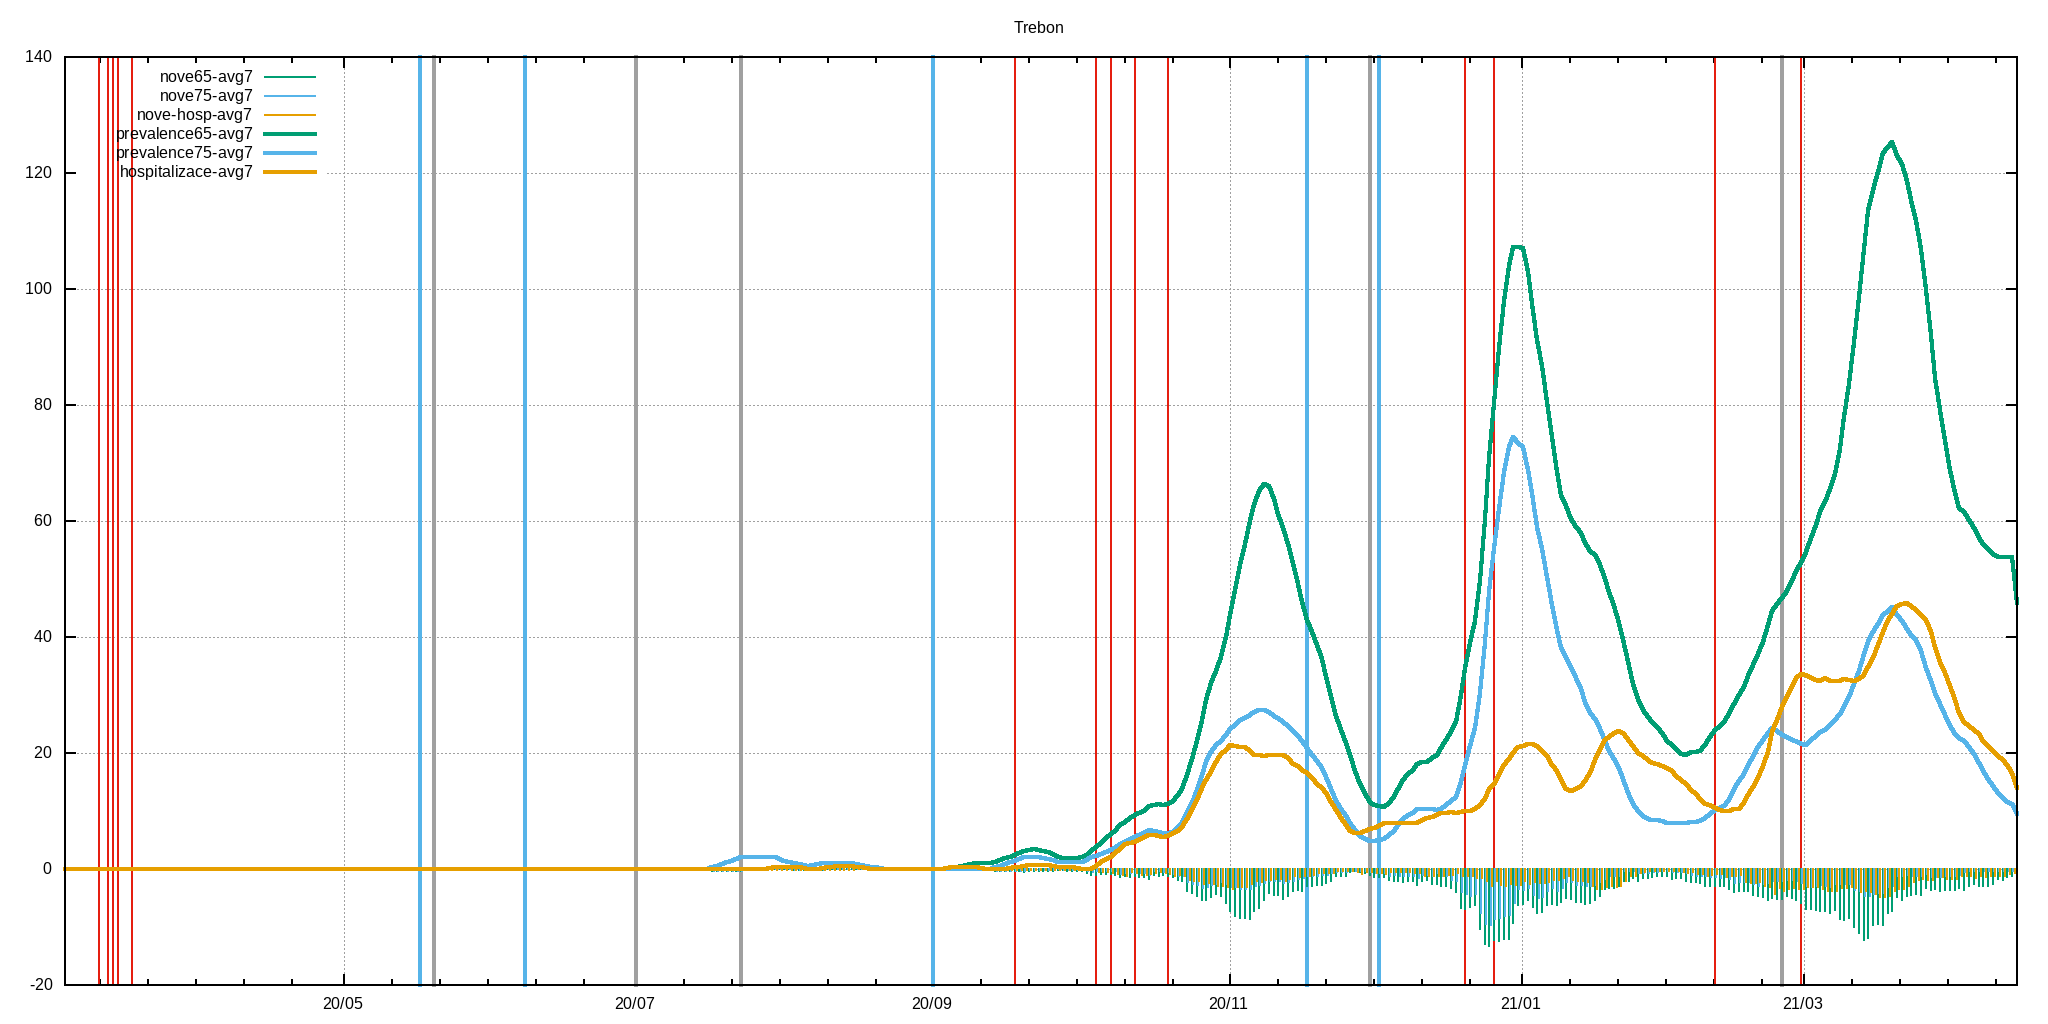 Trebon
140
120
100
80
60
40
20
0
-20
nove65-avg7
nove75-avg7
nove-hosp-avg7
prevalence65-avg7
prevalence75-avg7
hospitalizace-avg7
20/05 20/07 20/09 20/11 21/01 21/03